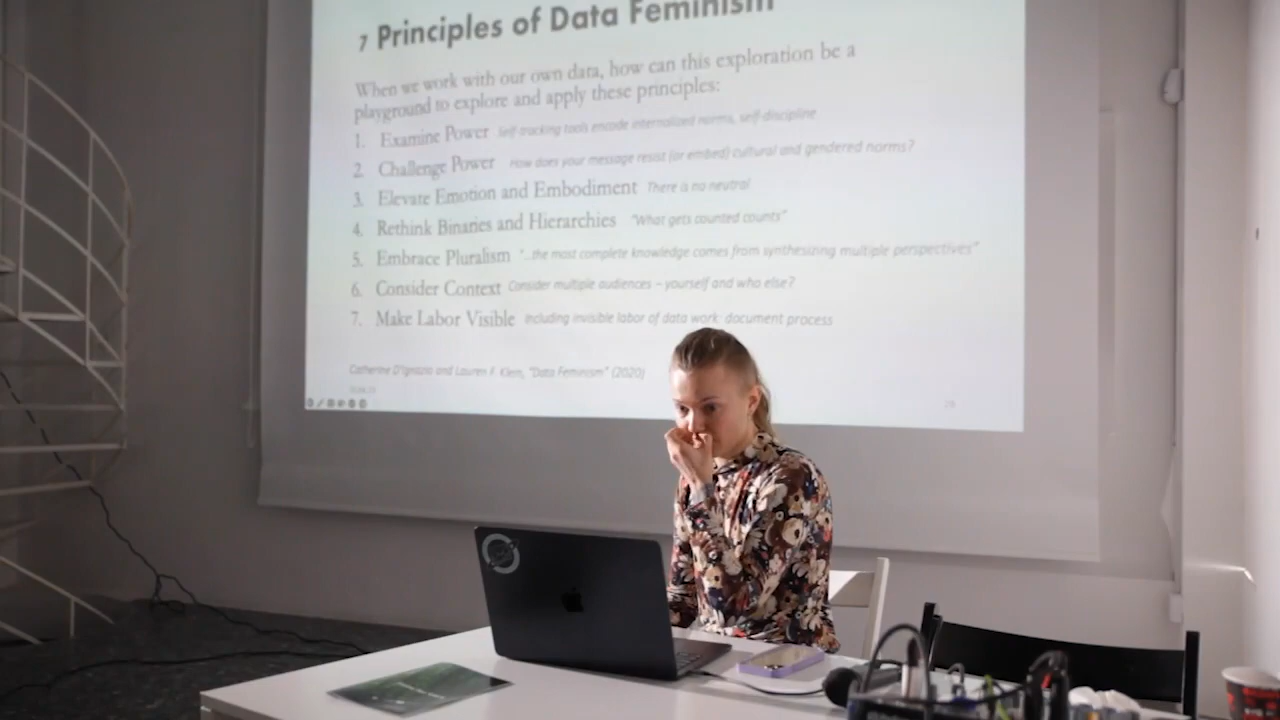 7 Principles of Data Feminism
When we work with our own data, how can this exploration be a
playground to explore and apply these principles:
1. Examine Power Self-tracking tools encode internalized norms, self-discipline
2. Challenge Power How does your message resist (or embed) cultural and gendered norms?
3. Elevate Emotion and Embodiment There is no neutral
4. Rethink Binaries and Hierarchies "What gets counted counts"
5. Embrace Pluralism "...the most complete knowledge comes from synthesizing multiple perspectives"
6. Consider Context Consider multiple audiences – yourself and who else?
7. Make Labor Visible Including invisible labor of data work: document process
Catherine D'Ignazio and Lauren F. Klein, "Data Feminism" (2020)